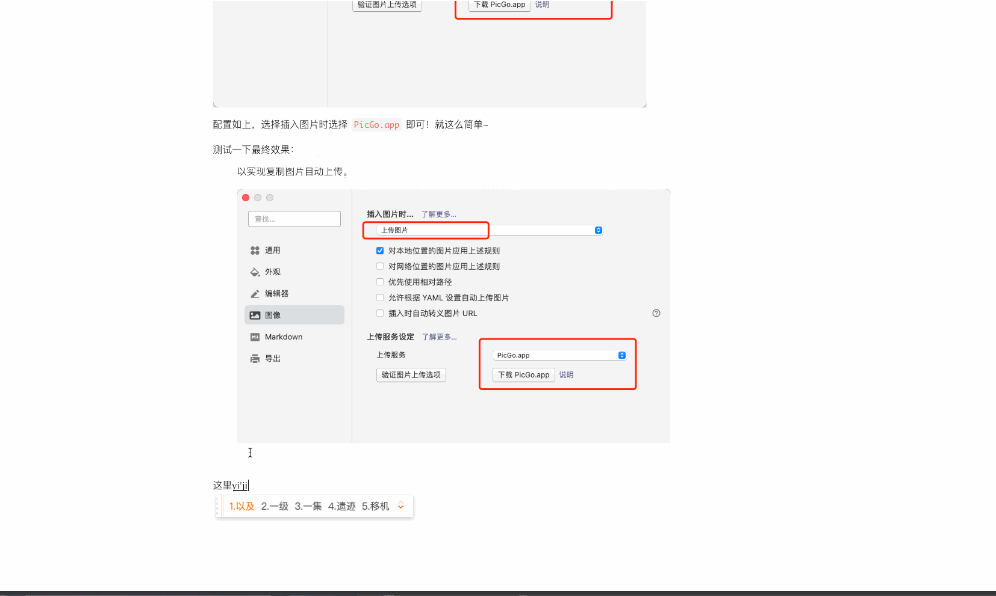 验证图片上传选项 下载 PicGo.app 说明
配置如上，选择插入图片时选择 PicGo.app 即可！就这么简单~
测试一下最终效果：
以实现复制图片自动上传。
查找...
通用
外观
编辑器
图像
Markdown
导出
插入图片时... 了解更多...
上传图片
对本地位置的图片应用上述规则
对网络位置的图片应用上述规则
优先使用相对路径
允许根据 YAML 设置自动上传图片
插入时自动转义图片 URL
上传服务设定 了解更多...
上传服务 PicGo.app
验证图片上传选项 下载 PicGo.app 说明
这里yi'ji
1.以及 2.一级 3.一集 4.遗迹 5.移机